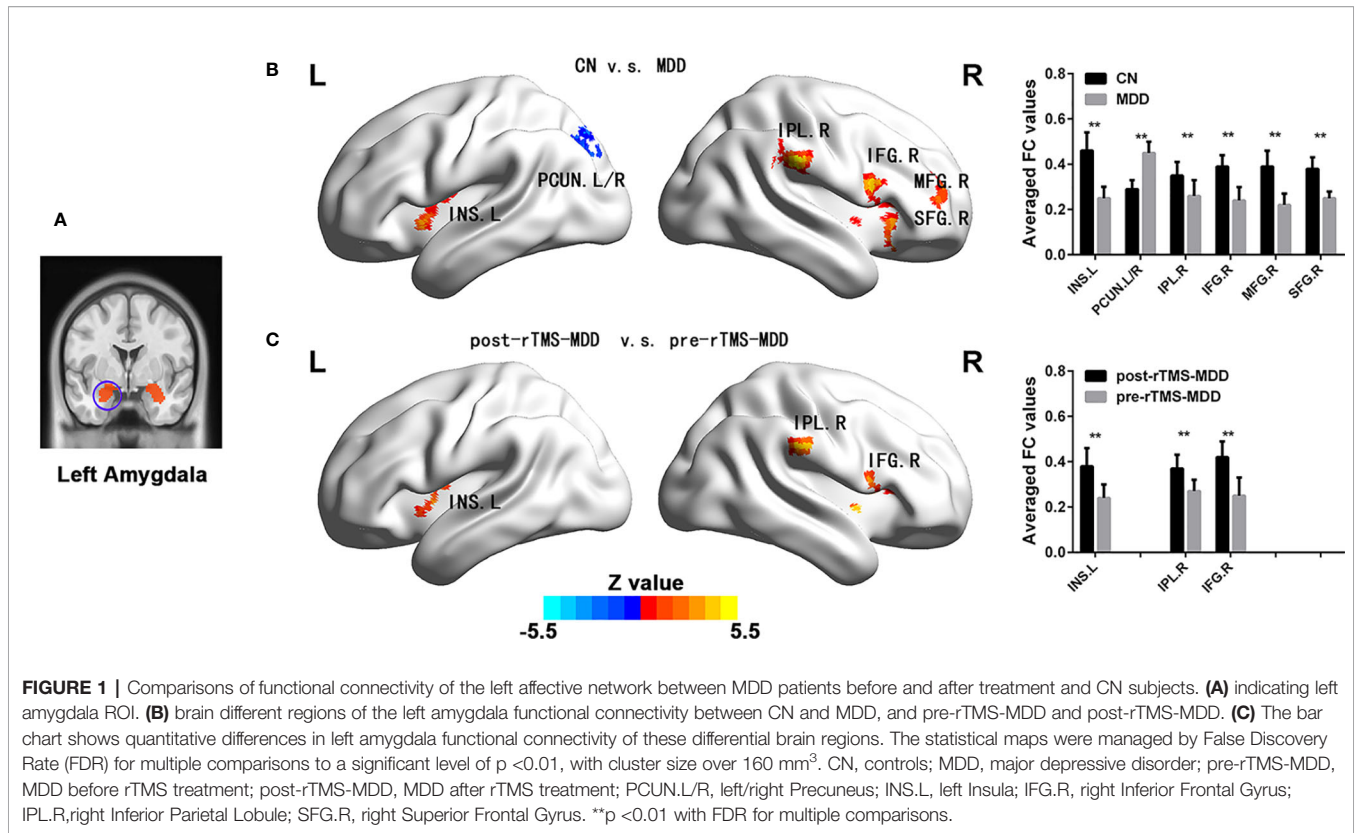 A
Left Amygdala
B
L
CN v.s. MDD
R
PCUN.L/R
INS.L
IPL.R
IFG.R
MFG.R
SFG.R
Averaged FC values
0.8
0.6
0.4
0.2
0.0
CN
MDD
** ** ** ** ** **
INS.L PCUN.L/R IPL.R IFG.R MFG.R SFG.R
C
L
post-rTMS-MDD v.s. pre-rTMS-MDD
R
INS.L
IPL.R
IFG.R
Averaged FC values
0.8
0.6
0.4
0.2
0.0
post-rTMS-MDD
pre-rTMS-MDD
** ** **
INS.L IPL.R IFG.R
Z value
-5.5 5.5
FIGURE 1 | Comparisons of functional connectivity of the left affective network between MDD patients before and after treatment and CN subjects. (A) indicating left
amygdala ROI. (B) brain different regions of the left amygdala functional connectivity between CN and MDD, and pre-rTMS-MDD and post-rTMS-MDD. (C) The bar
chart shows quantitative differences in left amygdala functional connectivity of these differential brain regions. The statistical maps were managed by False Discovery
Rate (FDR) for multiple comparisons to a significant level of p <0.01, with cluster size over 160 mm³. CN, controls; MDD, major depressive disorder; pre-rTMS-MDD,
MDD before rTMS treatment; post-rTMS-MDD, MDD after rTMS treatment; PCUN.L/R, left/right Precuneus; INS.L, left Insula; IFG.R, right Inferior Frontal Gyrus;
IPL.R,right Inferior Parietal Lobule; SFG.R, right Superior Frontal Gyrus. **p <0.01 with FDR for multiple comparisons.